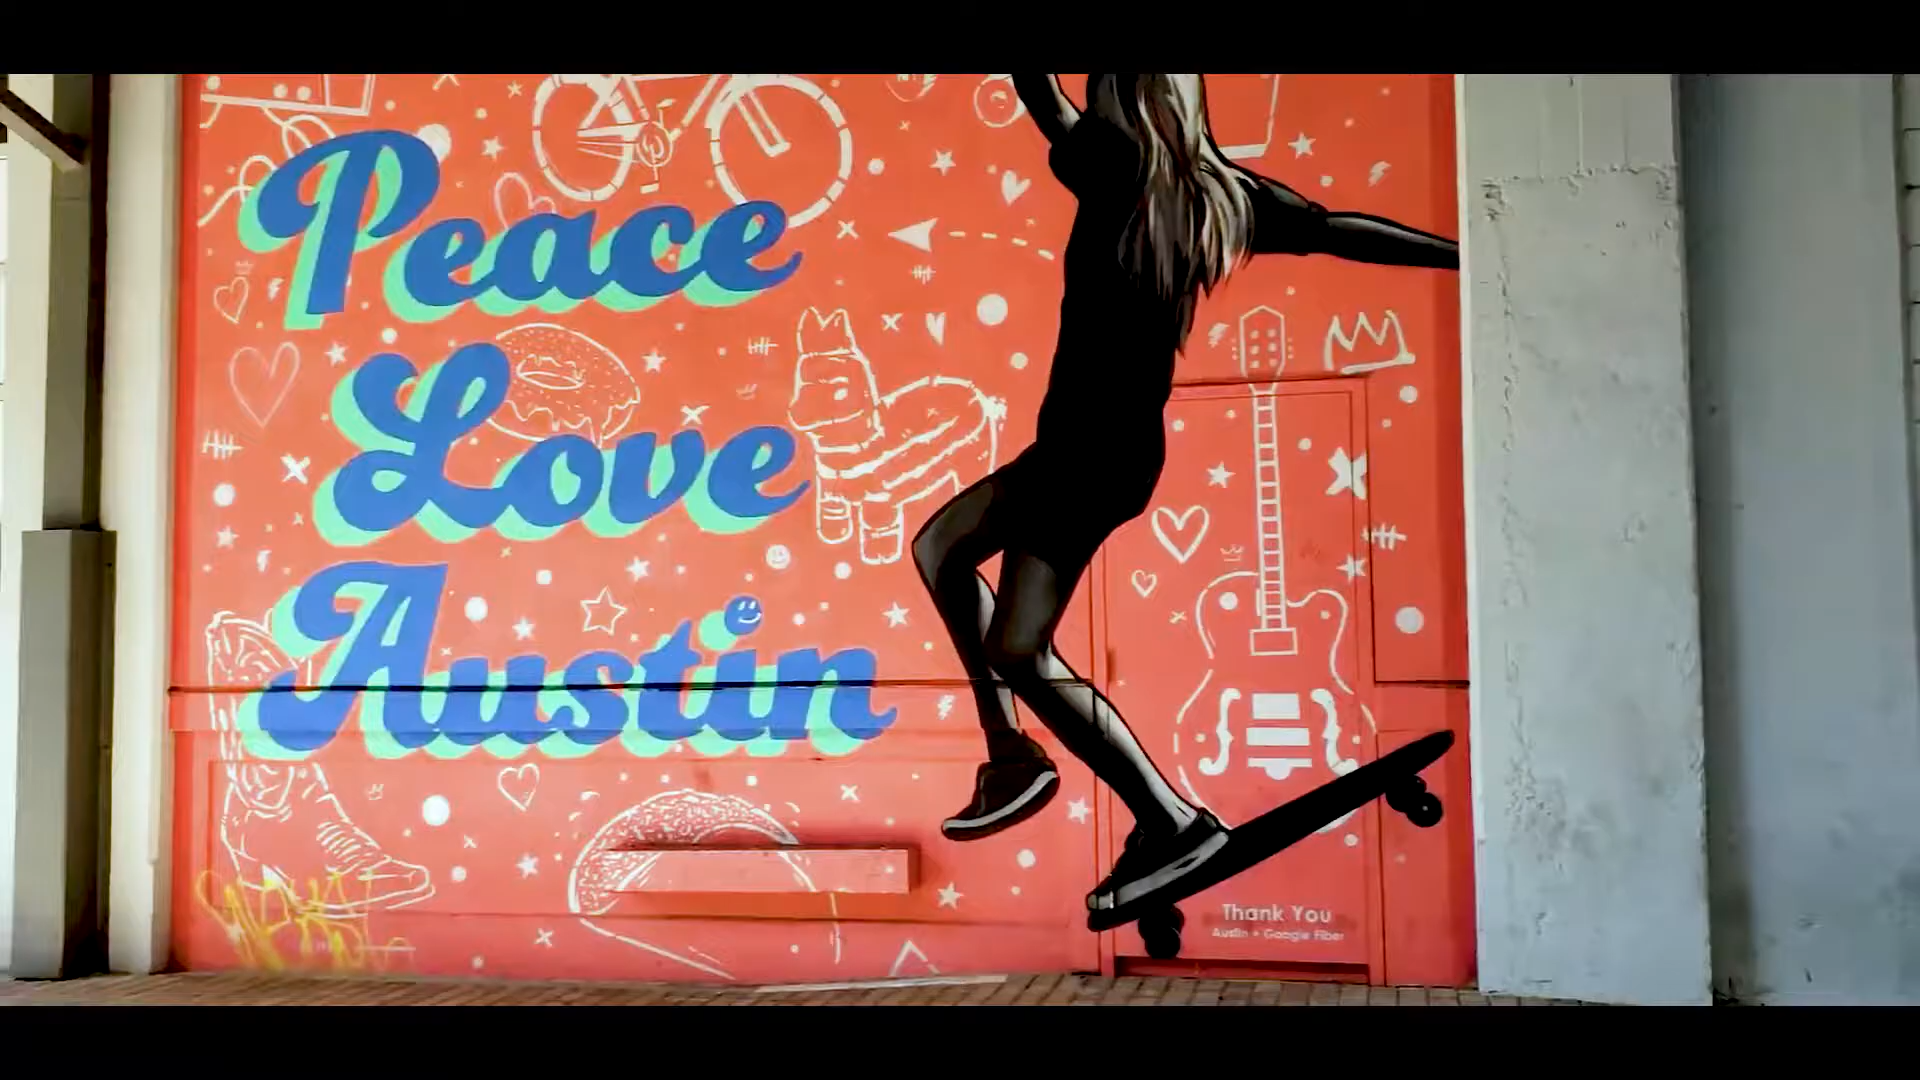 Peace
Love
Austin
Thank You
Austin + Google Fiber